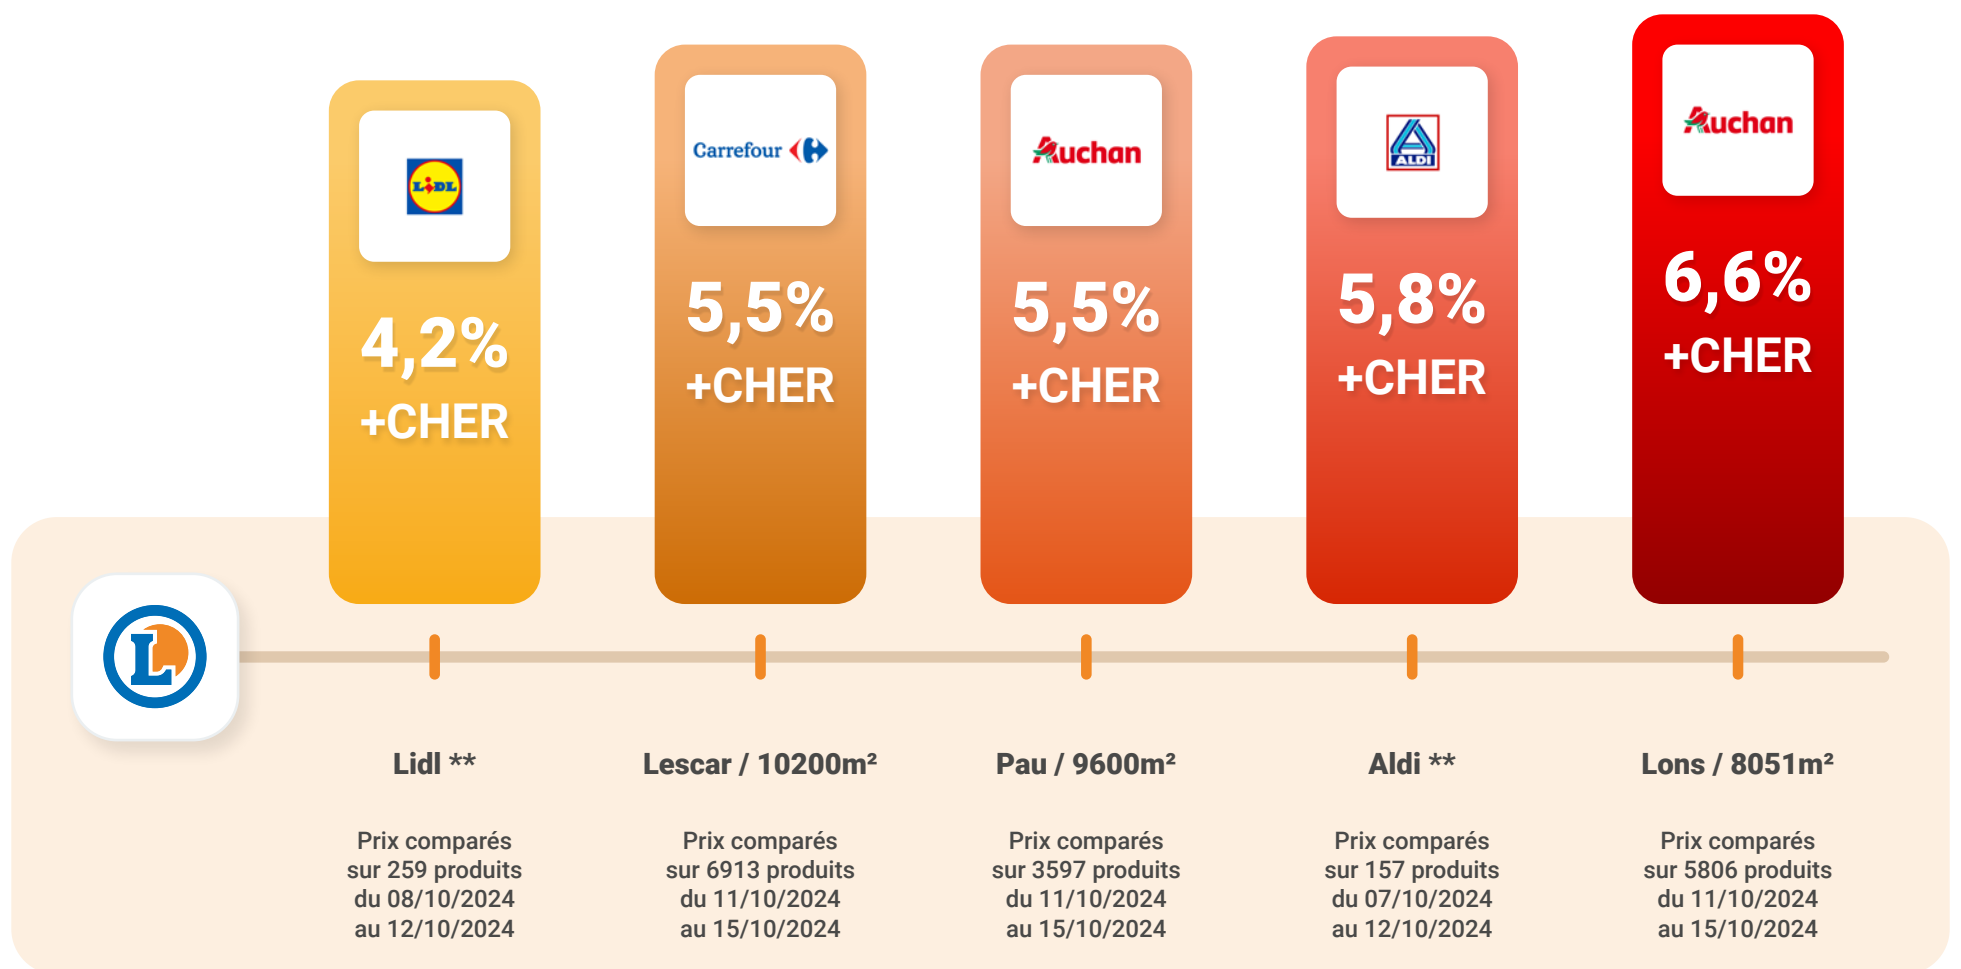 LIDL
4,2%
+CHER
Carrefour
5,5%
+CHER
Auchan
5,5%
+CHER
ALDI
5,8%
+CHER
Auchan
6,6%
+CHER
L
Lidl **
Prix comparés
sur 259 produits
du 08/10/2024
au 12/10/2024
Lescar / 10200m²
Prix comparés
sur 6913 produits
du 11/10/2024
au 15/10/2024
Pau / 9600m²
Prix comparés
sur 3597 produits
du 11/10/2024
au 15/10/2024
Aldi **
Prix comparés
sur 157 produits
du 07/10/2024
au 12/10/2024
Lons / 8051m²
Prix comparés
sur 5806 produits
du 11/10/2024
au 15/10/2024